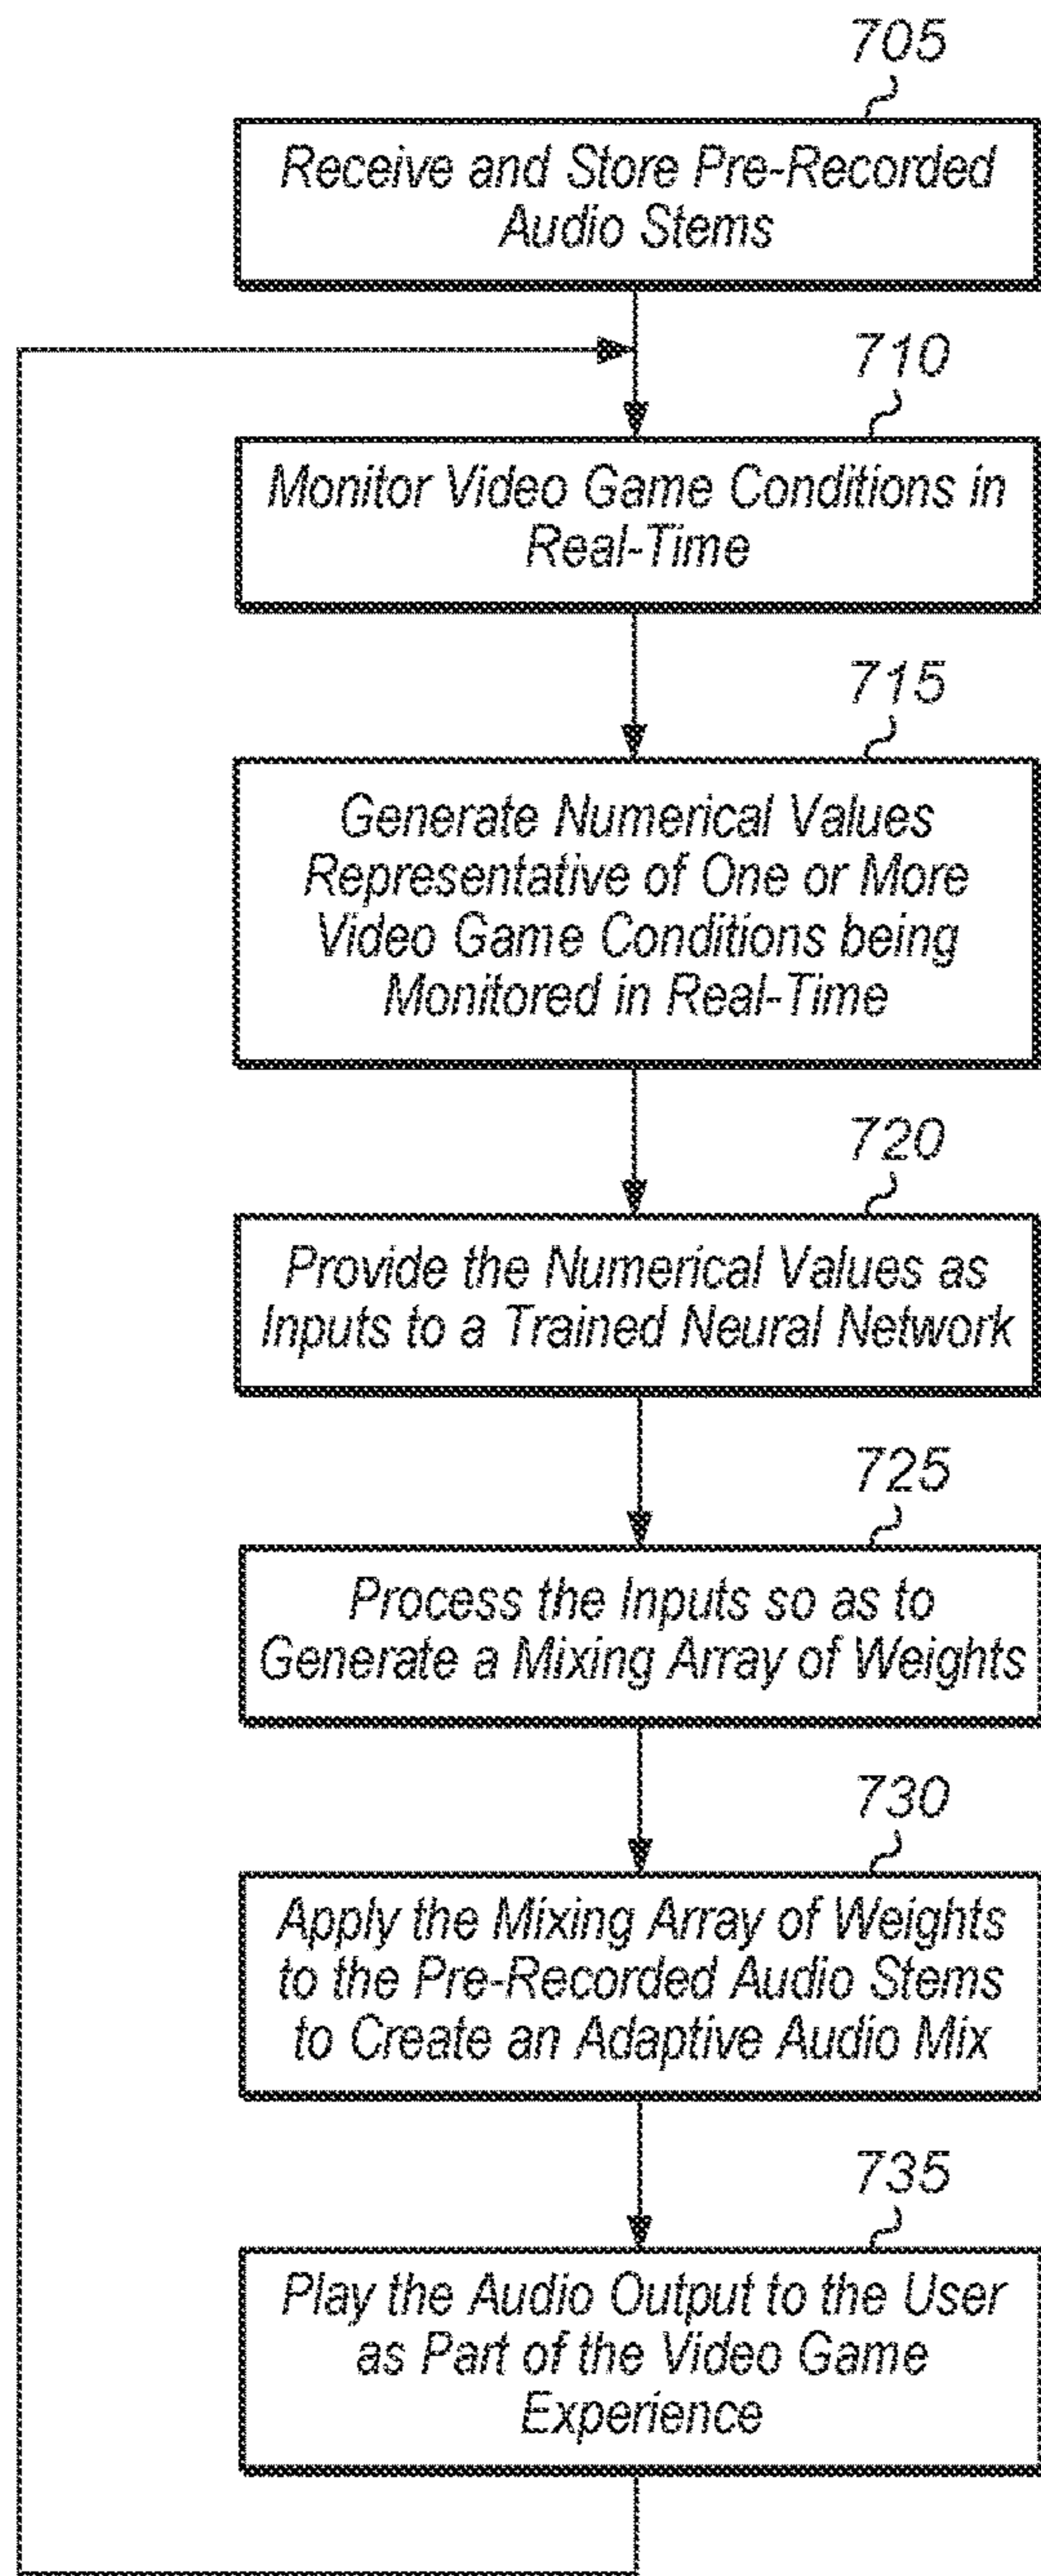 705
Receive and Store Pre-Recorded
Audio Stems
710
Monitor Video Game Conditions in
Real-Time
715
Generate Numerical Values
Representative of One or More
Video Game Conditions being
Monitored in Real-Time
720
Provide the Numerical Values as
Inputs to a Trained Neural Network
725
Process the Inputs so as to
Generate a Mixing Array of Weights
730
Apply the Mixing Array of Weights
to the Pre-Recorded Audio Stems
to Create an Adaptive Audio Mix
735
Play the Audio Output to the User
as Part of the Video Game
Experience